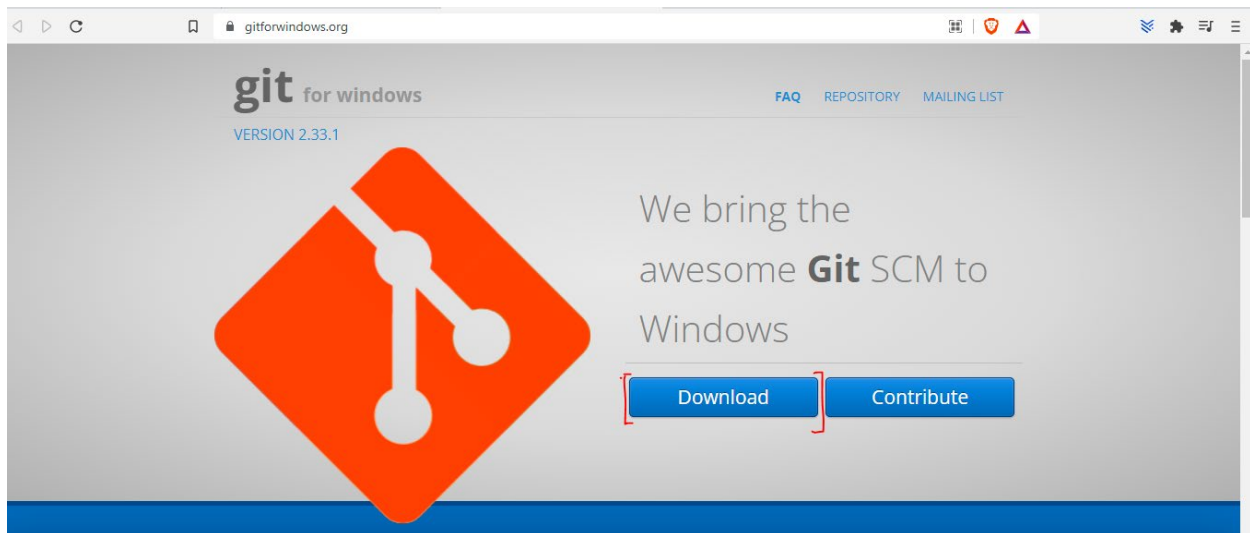 gitforwindows.org
git for windows
FAQ REPOSITORY MAILING LIST
VERSION 2.33.1
We bring the
awesome Git SCM to
Windows
Download Contribute